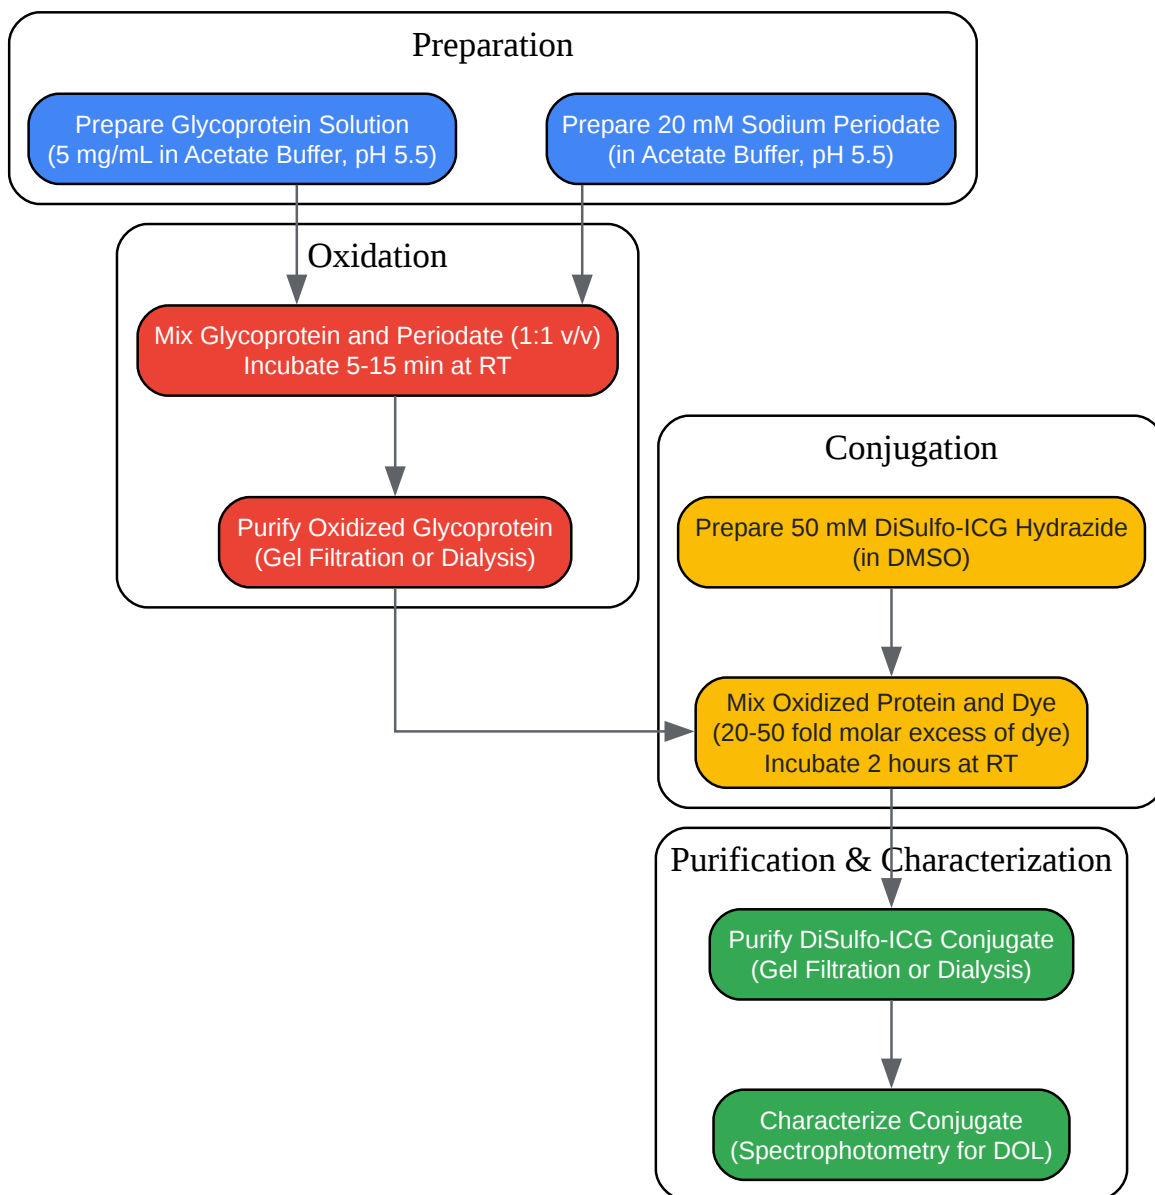 Preparation
Prepare Glycoprotein Solution
(5 mg/mL in Acetate Buffer, pH 5.5)
Prepare 20 mM Sodium Periodate
(in Acetate Buffer, pH 5.5)
Oxidation
Mix Glycoprotein and Periodate (1:1 v/v)
Incubate 5-15 min at RT
Purify Oxidized Glycoprotein
(Gel Filtration or Dialysis)
Conjugation
Prepare 50 mM DiSulfo-ICG Hydrazide
(in DMSO)
Mix Oxidized Protein and Dye
(20-50 fold molar excess of dye)
Incubate 2 hours at RT
Purification & Characterization
Purify DiSulfo-ICG Conjugate
(Gel Filtration or Dialysis)
Characterize Conjugate
(Spectrophotometry for DOL)